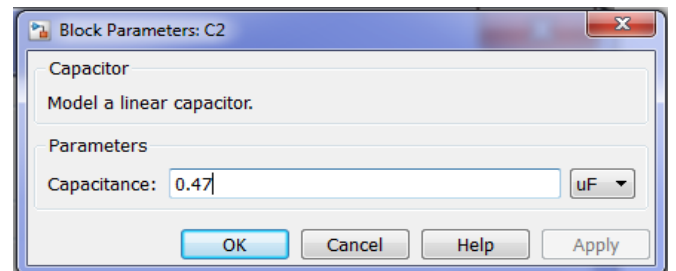 Block Parameters: C2
Capacitor
Model a linear capacitor.
Parameters
Capacitance: 0.47 uF
OK Cancel Help Apply